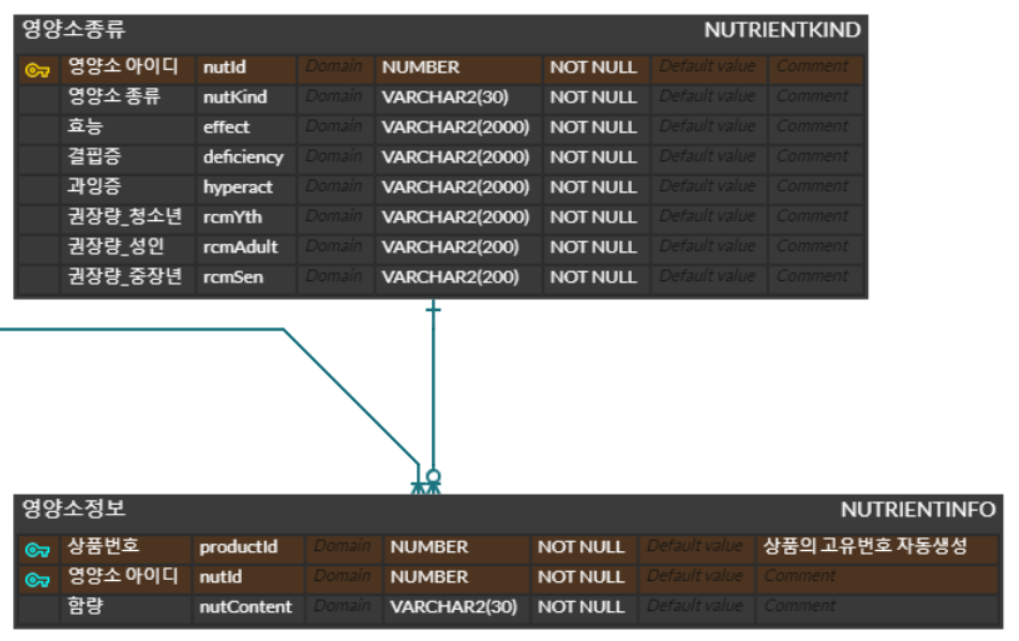 영양소종류 NUTRIENTKIND
영양소 아이디 nutId Domain NUMBER NOT NULL Default value Comment
영양소 종류 nutKind Domain VARCHAR2(30) NOT NULL Default value Comment
효능 effect Domain VARCHAR2(2000) NOT NULL Default value Comment
결핍증 deficiency Domain VARCHAR2(2000) NOT NULL Default value Comment
과잉증 hyperact Domain VARCHAR2(2000) NOT NULL Default value Comment
권장량_청소년 rcmYth Domain VARCHAR2(2000) NOT NULL Default value Comment
권장량_성인 rcmAdult Domain VARCHAR2(200) NOT NULL Default value Comment
권장량_중장년 rcmSen Domain VARCHAR2(200) NOT NULL Default value Comment
영양소정보 NUTRIENTINFO
상품번호 productId Domain NUMBER NOT NULL Default value 상품의 고유번호 자동생성
영양소 아이디 nutId Domain NUMBER NOT NULL Default value Comment
함량 nutContent Domain VARCHAR2(30) NOT NULL Default value Comment